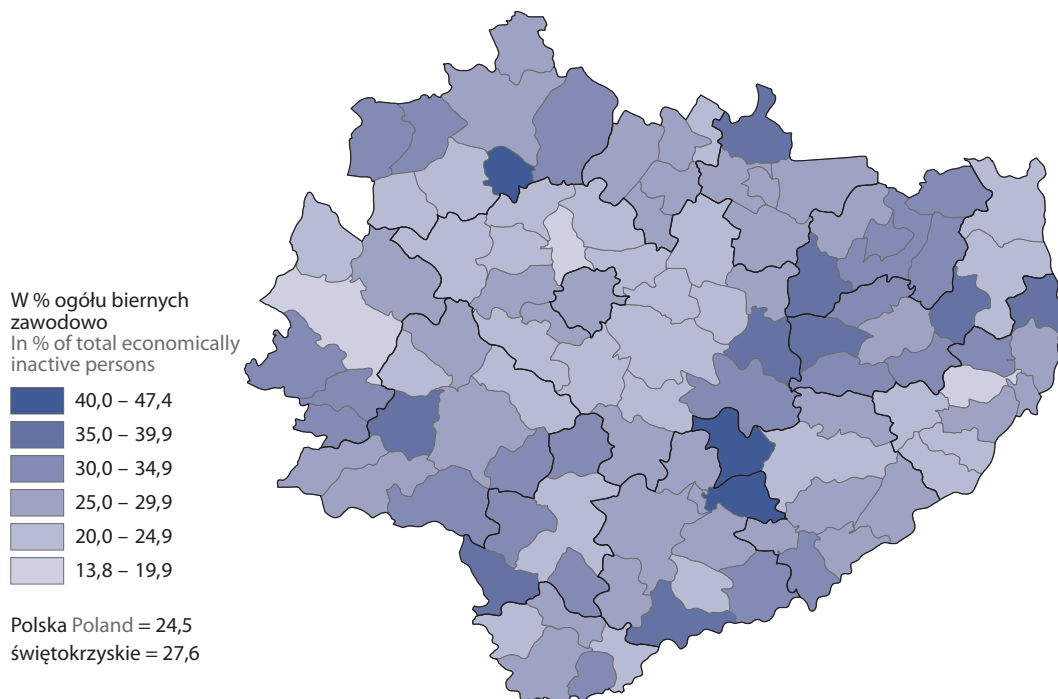 W % ogółu biernych
zawodowo
In % of total economically
inactive persons
40,0 – 47,4
35,0 – 39,9
30,0 – 34,9
25,0 – 29,9
20,0 – 24,9
13,8 – 19,9
Polska Poland = 24,5
świętokrzyskie = 27,6